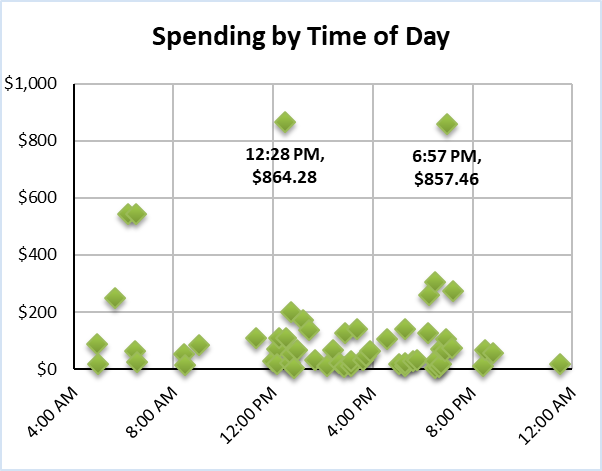 Spending by Time of Day
$1,000
$800
$600
$400
$200
$0
12:28 PM,
$864.28
6:57 PM,
$857.46
4:00 AM
8:00 AM
12:00 PM
4:00 PM
8:00 PM
12:00 AM